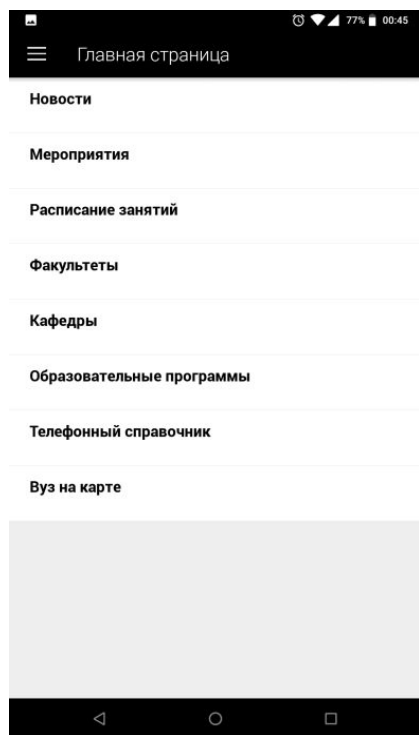 77% 00:45
Главная страница
Новости
Мероприятия
Расписание занятий
Факультеты
Кафедры
Образовательные программы
Телефонный справочник
Вуз на карте